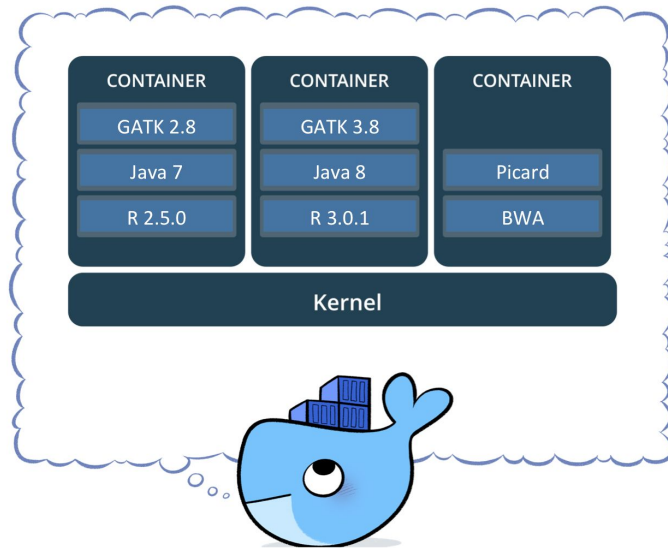 CONTAINER
GATK 2.8
Java 7
R 2.5.0
CONTAINER
GATK 3.8
Java 8
R 3.0.1
CONTAINER
Picard
BWA
Kernel